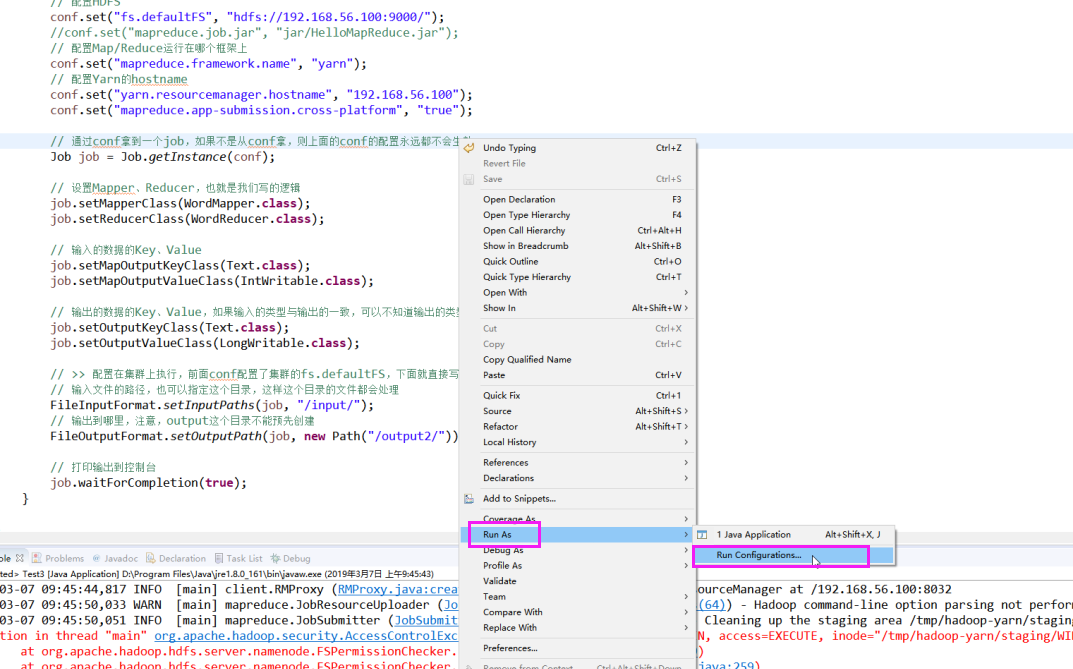 // 配置HDFS
conf.set("fs.defaultFS", "hdfs://192.168.56.100:9000/");
//conf.set("mapreduce.job.jar", "jar/HelloMapReduce.jar");
// 配置Map/Reduce运行在哪个框架上
conf.set("mapreduce.framework.name", "yarn");
// 配置Yarn的hostname
conf.set("yarn.resourcemanager.hostname", "192.168.56.100");
conf.set("mapreduce.app-submission.cross-platform", "true");
// 通过conf拿到一个job，如果不是从conf拿，则上面的conf的配置永远都不会生
Job job = Job.getInstance(conf);
// 设置Mapper、Reducer，也就是我们写的逻辑
job.setMapperClass(WordMapper.class);
job.setReducerClass(WordReducer.class);
// 输入的数据的Key、Value
job.setMapOutputKeyClass(Text.class);
job.setMapOutputValueClass(IntWritable.class);
// 输出的数据的Key、Value，如果输入的类型与输出的一致，可以不知道输出的类型
job.setOutputKeyClass(Text.class);
job.setOutputValueClass(LongWritable.class);
// >> 配置在集群上执行，前面conf配置了集群的fs.defaultFS，下面就直接写
// 输入文件的路径，也可以指定这个目录，这样这个目录的文件都会处理
FileInputFormat.setInputPaths(job, "/input/");
// 输出到哪里，注意，output这个目录不能预先创建
FileOutputFormat.setOutputPath(job, new Path("/output2/"))
// 打印输出到控制台
job.waitForCompletion(true);
}
Undo Typing Ctrl+Z
Revert File
Save Ctrl+S
Open Declaration F3
Open Type Hierarchy F4
Open Call Hierarchy Ctrl+Alt+H
Show in Breadcrumb Alt+Shift+B
Quick Outline Ctrl+O
Quick Type Hierarchy Ctrl+T
Open With >
Show In Alt+Shift+W >
Cut Ctrl+X
Copy Ctrl+C
Copy Qualified Name
Paste Ctrl+V
Quick Fix Ctrl+1
Source Alt+Shift+S >
Refactor Alt+Shift+T >
Local History >
References >
Declarations >
Add to Snippets...
Coverage As >
Run As >
Debug As >
Profile As >
Validate
Team >
Compare With >
Replace With >
Preferences...
Remove from Context Ctrl+Alt+Shift+Down
1 Java Application Alt+Shift+X, J
Run Configurations...
ole Problems @ Javadoc Declaration Task List Debug
ted> Test3 [Java Application] D:\Program Files\Java\jre1.8.0_161\bin\javaw.exe (2019年3月7日 上午9:45:43)
03-07 09:45:44,817 INFO [main] client.RMProxy (RMProxy.java:crea ourceManager at /192.168.56.100:8032
03-07 09:45:50,033 WARN [main] mapreduce.JobResourceUploader (Jo (64)) - Hadoop command-line option parsing not perfor
03-07 09:45:50,051 INFO [main] mapreduce.JobSubmitter (JobSubmit Cleaning up the staging area /tmp/hadoop-yarn/staging
tion in thread "main" org.apache.hadoop.security.AccessControlExc N, access=EXECUTE, inode="/tmp/hadoop-yarn/staging/WI
at org.apache.hadoop.hdfs.server.namenode.FSPermissionChecker. )
at org.apache.hadoop.hdfs.server.namenode.FSPermissionChecker. java:259)